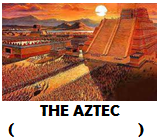 THE AZTEC
(                    )